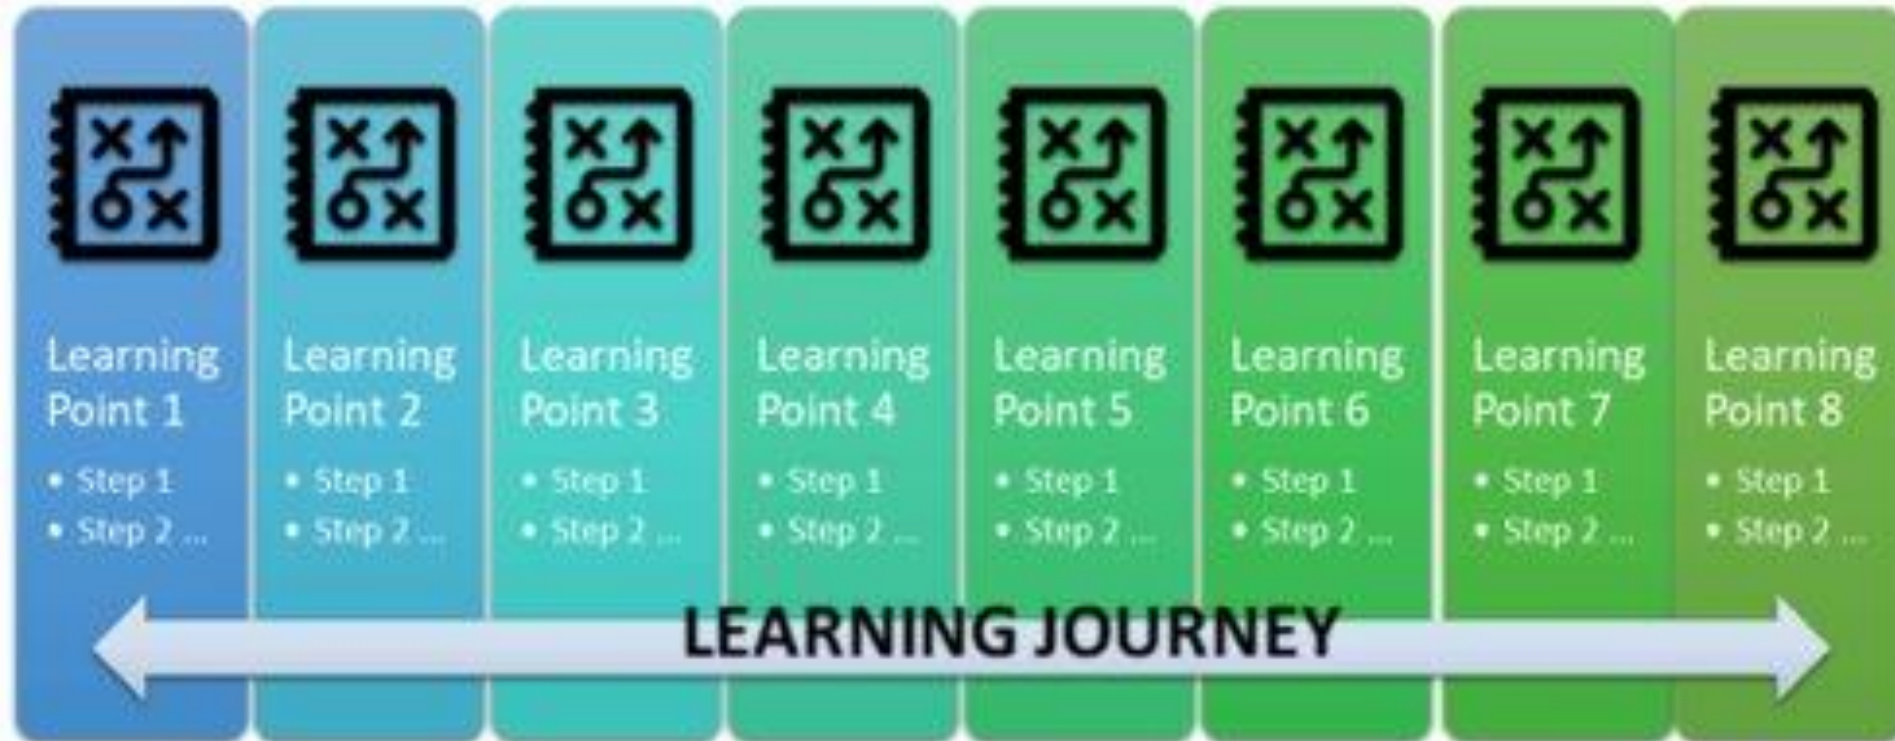 Learning
Point 1
• Step 1
• Step 2 ...
Learning
Point 2
• Step 1
• Step 2 ...
Learning
Point 3
• Step 1
• Step 2 ...
Learning
Point 4
• Step 1
• Step 2 ...
Learning
Point 5
• Step 1
• Step 2 ...
Learning
Point 6
• Step 1
• Step 2 ...
Learning
Point 7
• Step 1
• Step 2 ...
Learning
Point 8
• Step 1
• Step 2 ...
LEARNING JOURNEY